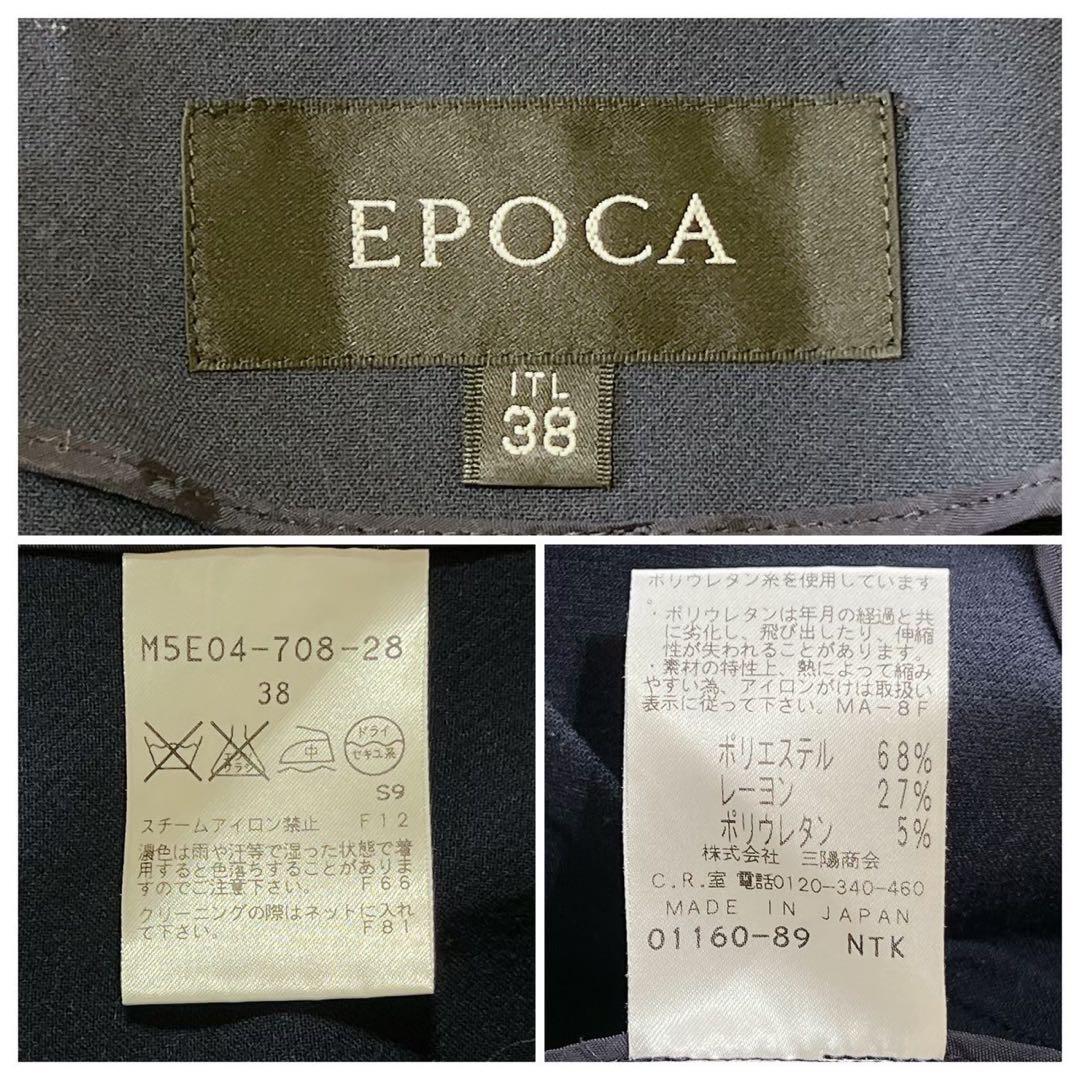 EPOCA
ITL
38
M5E04-708-28
38
エンソサラシ
中
ドライ
セキユ系
S9
スチームアイロン禁止 F12
濃色は雨や汗等で湿った状態で着
用すると色落ちすることがありま
すのでご注意下さい。 F66
クリーニングの際はネットに入れ
て下さい。 F81
ポリウレタン糸を使用しています
。
・ポリウレタンは年月の経過と共
に劣化し、飛び出したり、伸縮
性が失われることがあります。
・素材の特性上、熱によって縮み
やすい為、アイロンがけは取扱い
表示に従って下さい。MA-8F
ポリエステル 68%
レーヨン 27%
ポリウレタン 5%
株式会社 三陽商会
C.R.室 電話0120-340-460
MADE IN JAPAN
01160-89 NTK